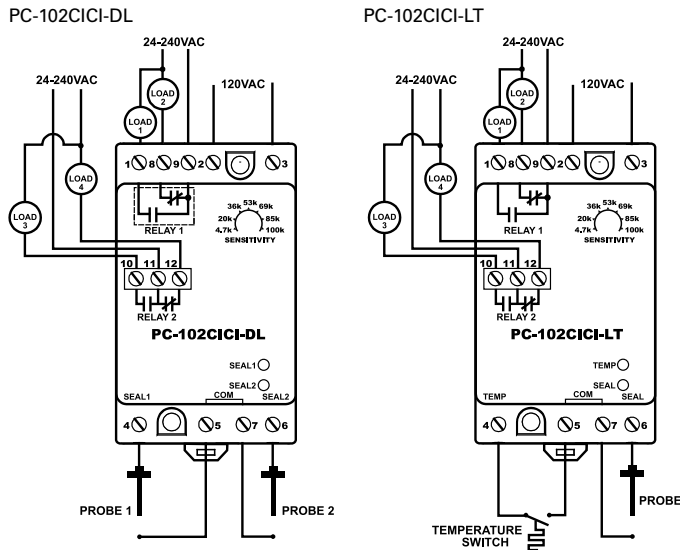 PC-102CICI-DL
24-240VAC
24-240VAC
120VAC
LOAD 1
LOAD 2
LOAD 3
LOAD 4
1 8 9 2 3
RELAY 1
36k 53k 69k
20k 85k
4.7k 100k
SENSITIVITY
10 11 12
RELAY 2
PC-102CICI-DL
SEAL1
SEAL2
SEAL1 COM SEAL2
4 5 7 6
PROBE 1
PROBE 2
PC-102CICI-LT
24-240VAC
24-240VAC
120VAC
LOAD 1
LOAD 2
LOAD 3
LOAD 4
1 8 9 2 3
RELAY 1
36k 53k 69k
20k 85k
4.7k 100k
SENSITIVITY
10 11 12
RELAY 2
PC-102CICI-LT
TEMP
SEAL
TEMP COM SEAL
4 5 7 6
PROBE
TEMPERATURE
SWITCH